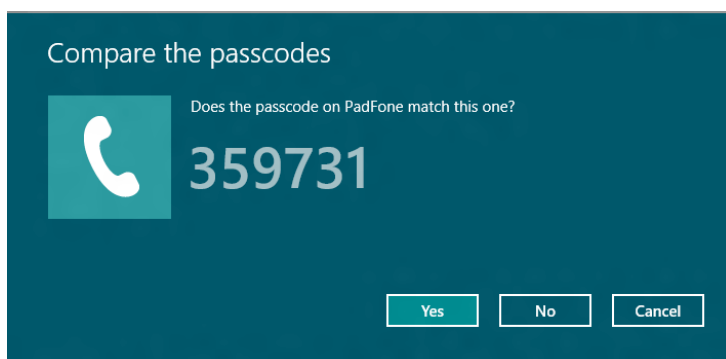 Compare the passcodes
Does the passcode on PadFone match this one?
359731
Yes No Cancel